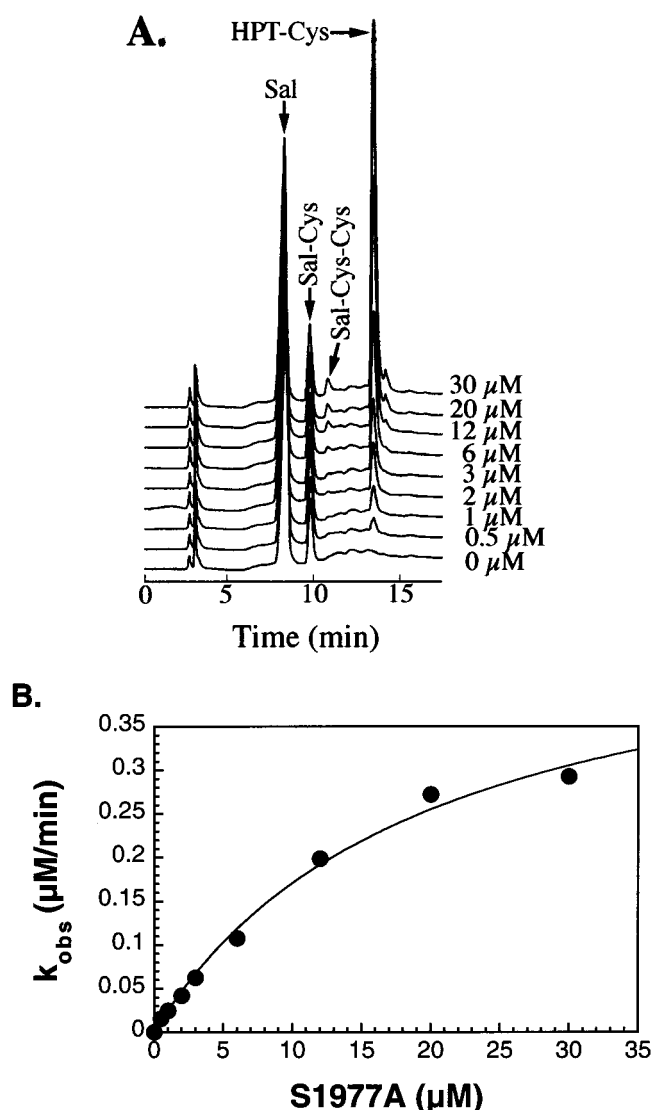 A.
HPT-Cys
Sal
Sal-Cys
Sal-Cys-Cys
30 µM
20 µM
12 µM
6 µM
3 µM
2 µM
1 µM
0.5 µM
0 µM
0 5 10 15
Time (min)
B.
0.35
0.3
0.25
0.2
0.15
0.1
0.05
0
k_obs (µM/min)
0 5 10 15 20 25 30 35
S1977A (µM)